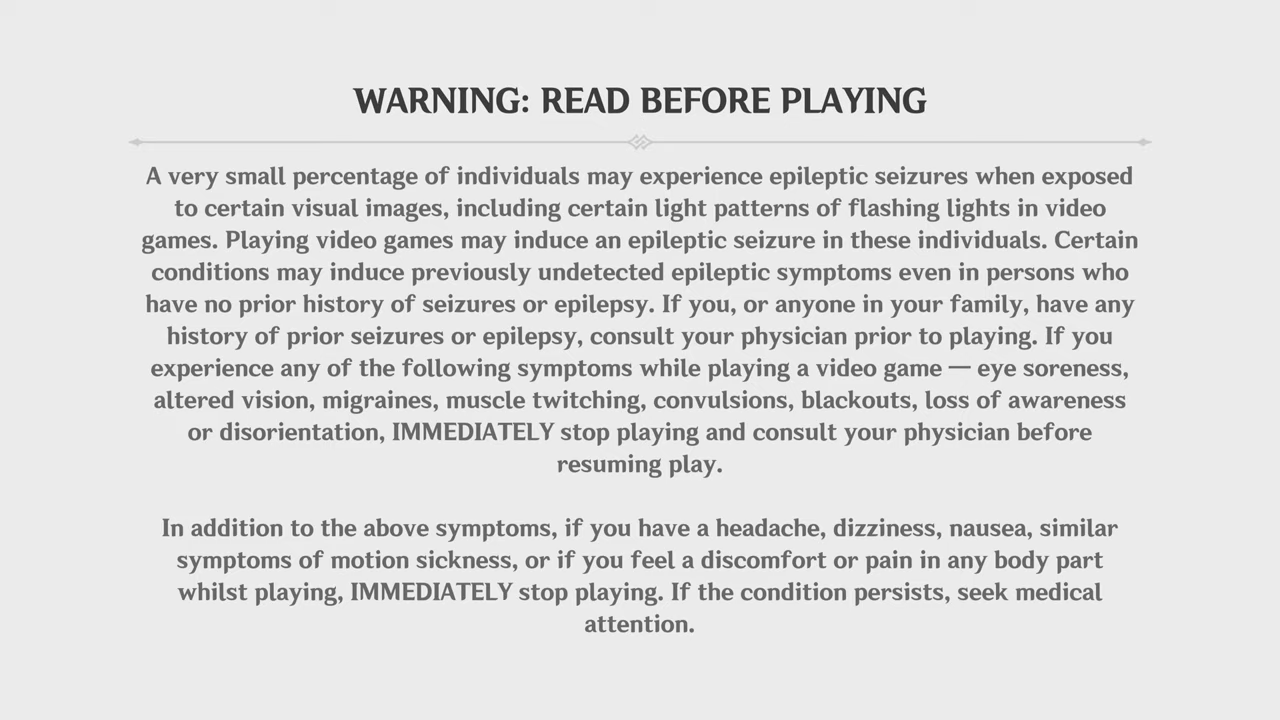 WARNING: READ BEFORE PLAYING
A very small percentage of individuals may experience epileptic seizures when exposed
to certain visual images, including certain light patterns of flashing lights in video
games. Playing video games may induce an epileptic seizure in these individuals. Certain
conditions may induce previously undetected epileptic symptoms even in persons who
have no prior history of seizures or epilepsy. If you, or anyone in your family, have any
history of prior seizures or epilepsy, consult your physician prior to playing. If you
experience any of the following symptoms while playing a video game — eye soreness,
altered vision, migraines, muscle twitching, convulsions, blackouts, loss of awareness
or disorientation, IMMEDIATELY stop playing and consult your physician before
resuming play.
In addition to the above symptoms, if you have a headache, dizziness, nausea, similar
symptoms of motion sickness, or if you feel a discomfort or pain in any body part
whilst playing, IMMEDIATELY stop playing. If the condition persists, seek medical
attention.